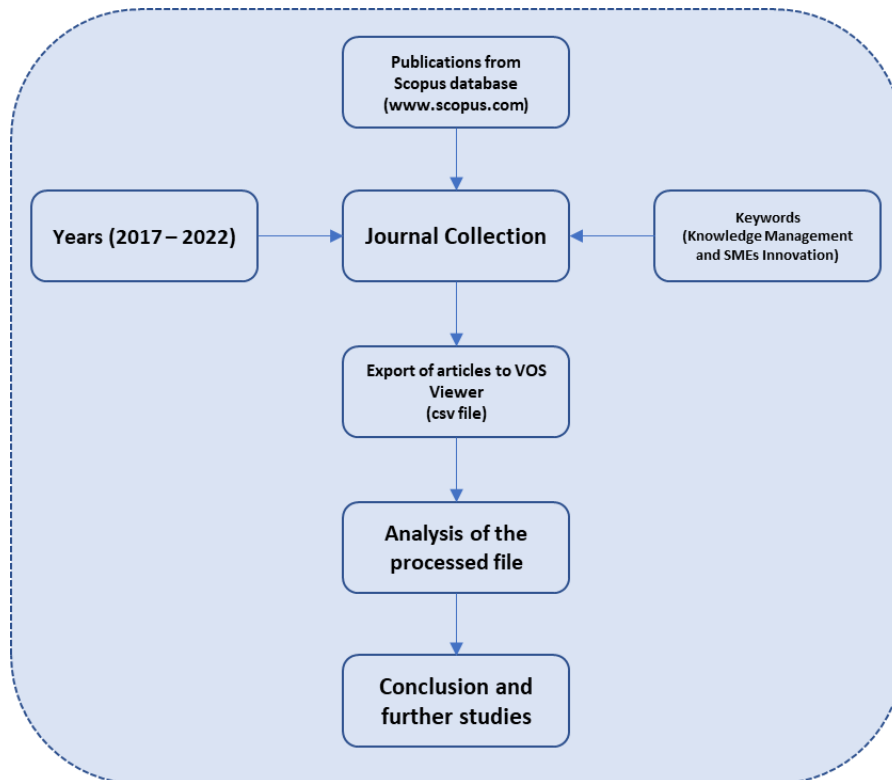 Publications from
Scopus database
(www.scopus.com)
Years (2017 – 2022)
Journal Collection
Keywords
(Knowledge Management
and SMEs Innovation)
Export of articles to VOS
Viewer
(csv file)
Analysis of the
processed file
Conclusion and
further studies